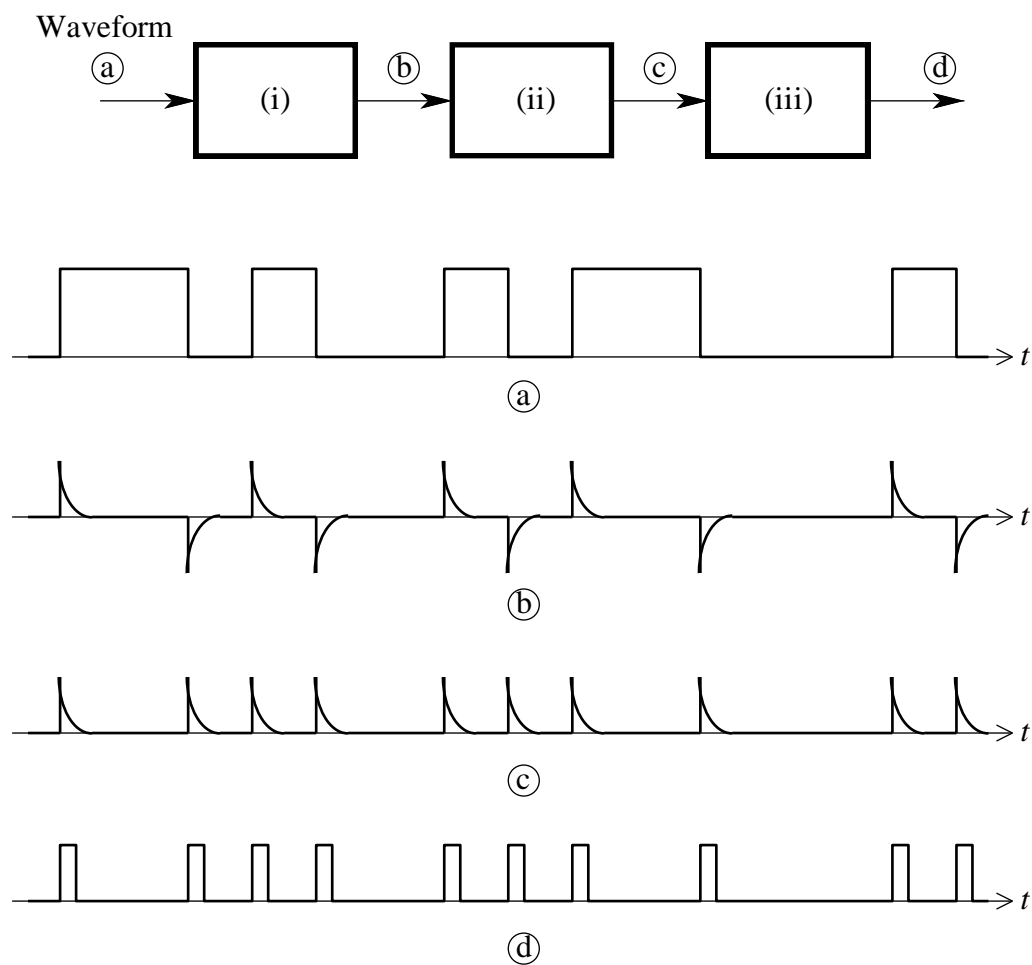 Waveform
ⓐ ⓑ ⓒ ⓓ
(i) (ii) (iii)
t
ⓐ
t
ⓑ
t
ⓒ
t
ⓓ